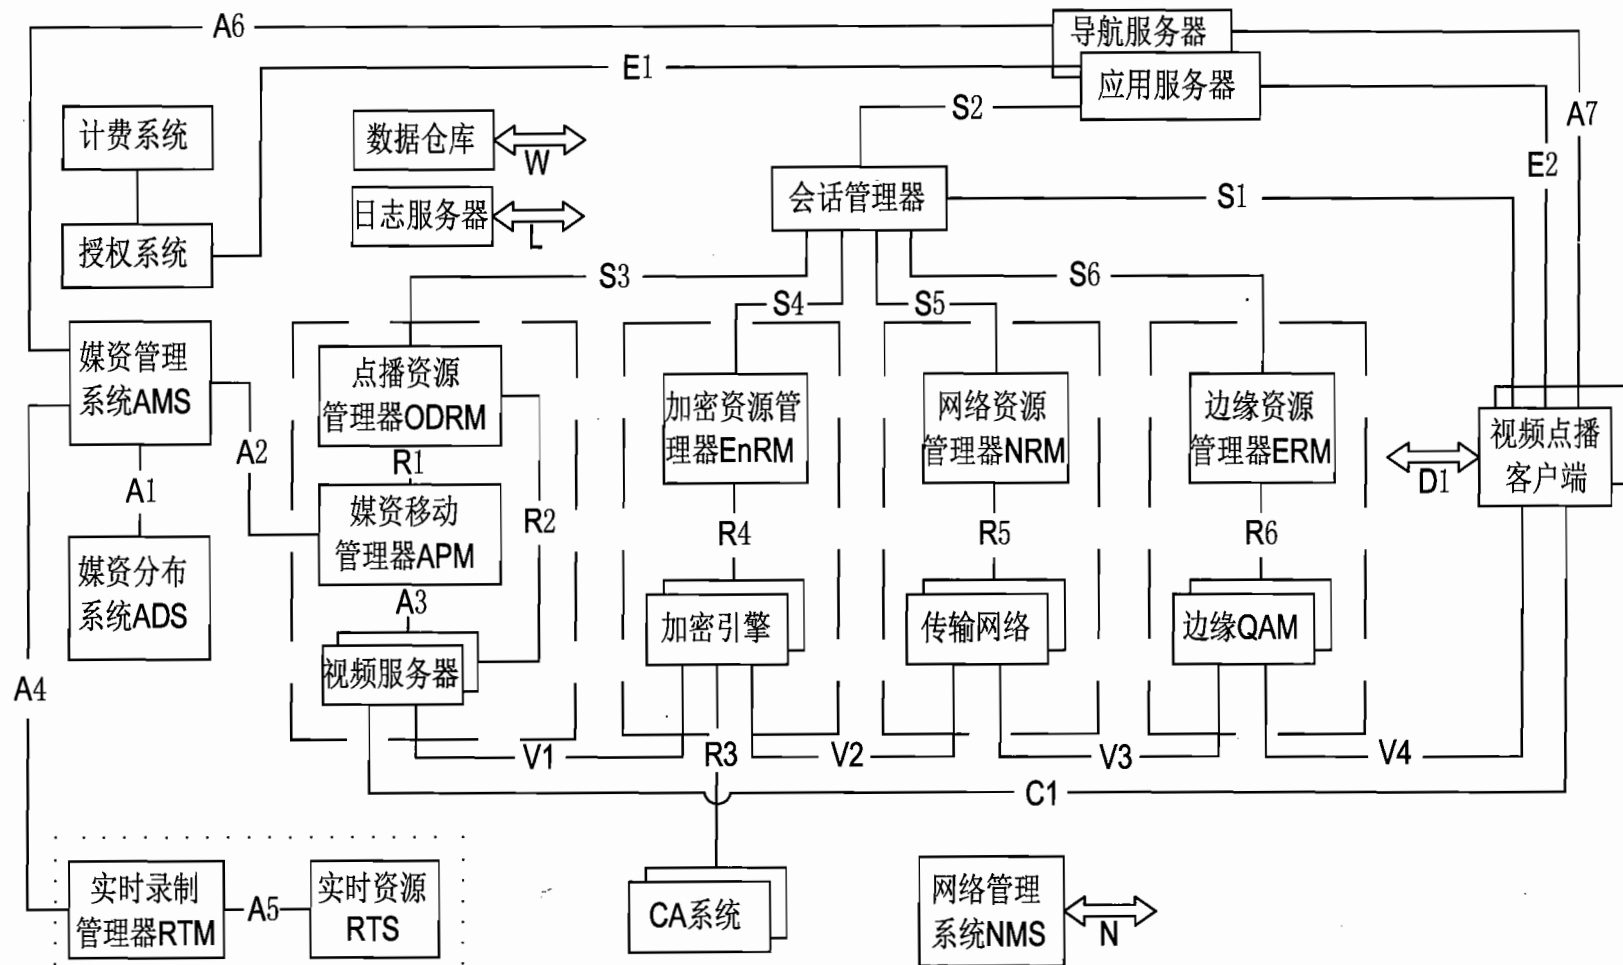 A6
导航服务器
E1
应用服务器
S2
A7
计费系统
数据仓库
W
E2
会话管理器
S1
日志服务器
L
授权系统
S3
S6
S4
S5
媒资管理
系统AMS
点播资源
管理器ODRM
加密资源管
理器EnRM
网络资源
管理器NRM
边缘资源
管理器ERM
视频点播
客户端
D1
A2
R1
A1
媒资移动
管理器APM
R2
R4
R5
R6
媒资分布
系统ADS
A3
加密引擎
传输网络
边缘QAM
视频服务器
A4
V1
R3
V2
V3
V4
C1
实时录制
管理器RTM
A5
实时资源
RTS
CA系统
网络管理
系统NMS
N